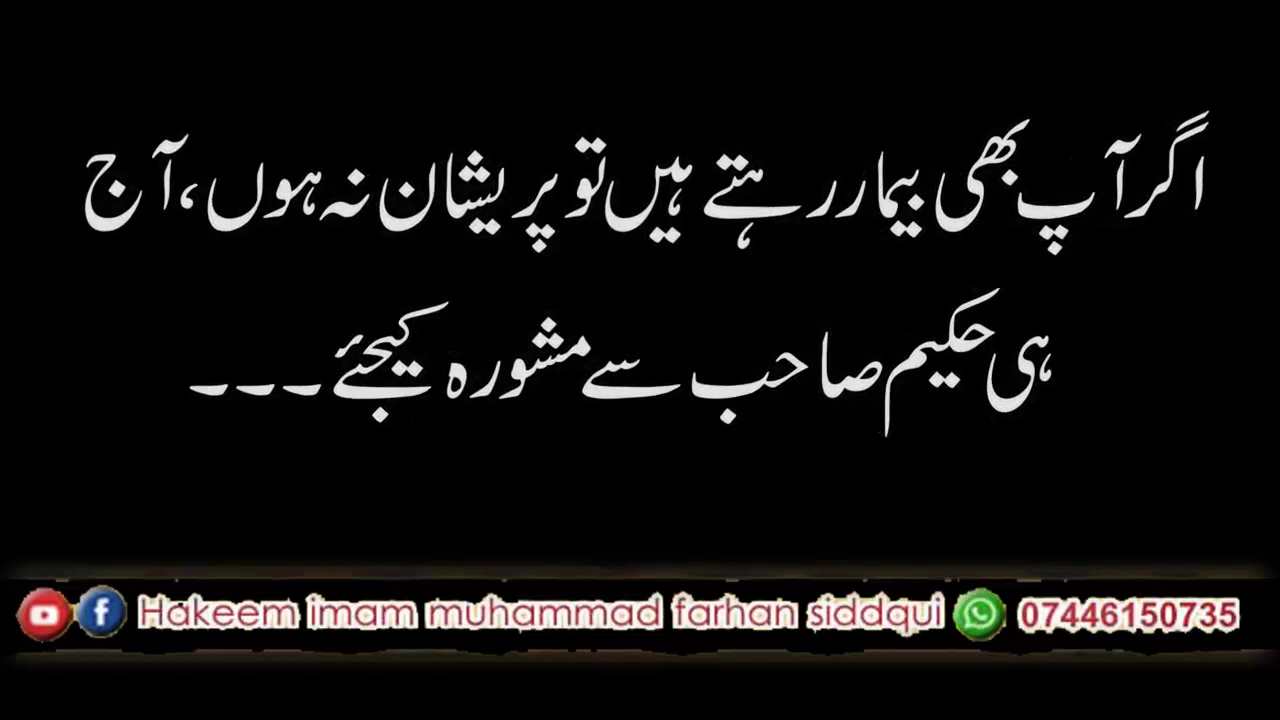 اگر آپ بھی بیمار رہتے ہیں تو پریشان نہ ہوں، آج
ہی حکیم صاحب سے مشورہ کیجئے ۔۔۔
Hakeem imam muhammad farhan siddqui 07446150735